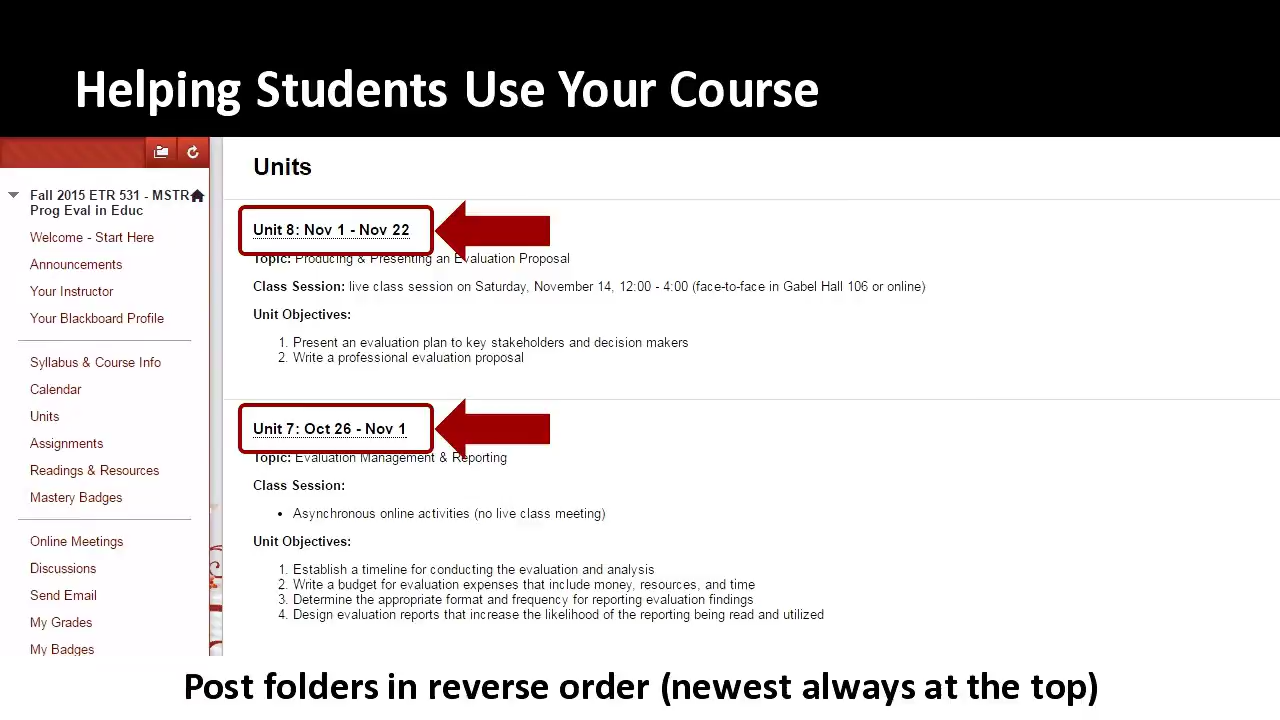 Helping Students Use Your Course
Fall 2015 ETR 531 - MSTR
Prog Eval in Educ
Welcome - Start Here
Announcements
Your Instructor
Your Blackboard Profile
Syllabus & Course Info
Calendar
Units
Assignments
Readings & Resources
Mastery Badges
Online Meetings
Discussions
Send Email
My Grades
My Badges
Units
Unit 8: Nov 1 - Nov 22
Topic: Producing & Presenting an Evaluation Proposal
Class Session: live class session on Saturday, November 14, 12:00 - 4:00 (face-to-face in Gabel Hall 106 or online)
Unit Objectives:
1. Present an evaluation plan to key stakeholders and decision makers
2. Write a professional evaluation proposal
Unit 7: Oct 26 - Nov 1
Topic: Evaluation Management & Reporting
Class Session:
• Asynchronous online activities (no live class meeting)
Unit Objectives:
1. Establish a timeline for conducting the evaluation and analysis
2. Write a budget for evaluation expenses that include money, resources, and time
3. Determine the appropriate format and frequency for reporting evaluation findings
4. Design evaluation reports that increase the likelihood of the reporting being read and utilized
Post folders in reverse order (newest always at the top)